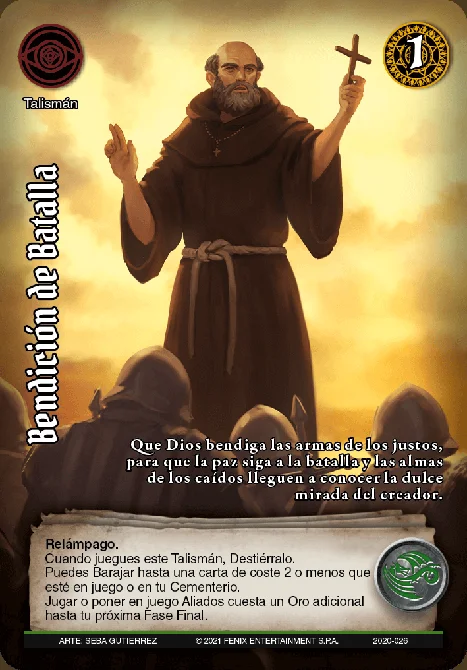 1
Talismán
Bendición de Batalla
Que Dios bendiga las armas de los justos,
para que la paz siga a la batalla y las almas
de los caídos lleguen a conocer la dulce
mirada del creador.
Relámpago.
Cuando juegues este Talismán, Destiérralo.
Puedes Barajar hasta una carta de coste 2 o menos que
esté en juego o en tu Cementerio.
Jugar o poner en juego Aliados cuesta un Oro adicional
hasta tu próxima Fase Final.
ARTE: SEBA GUTIERREZ © 2021 FENIX ENTERTAINMENT S.P.A. 2020-026